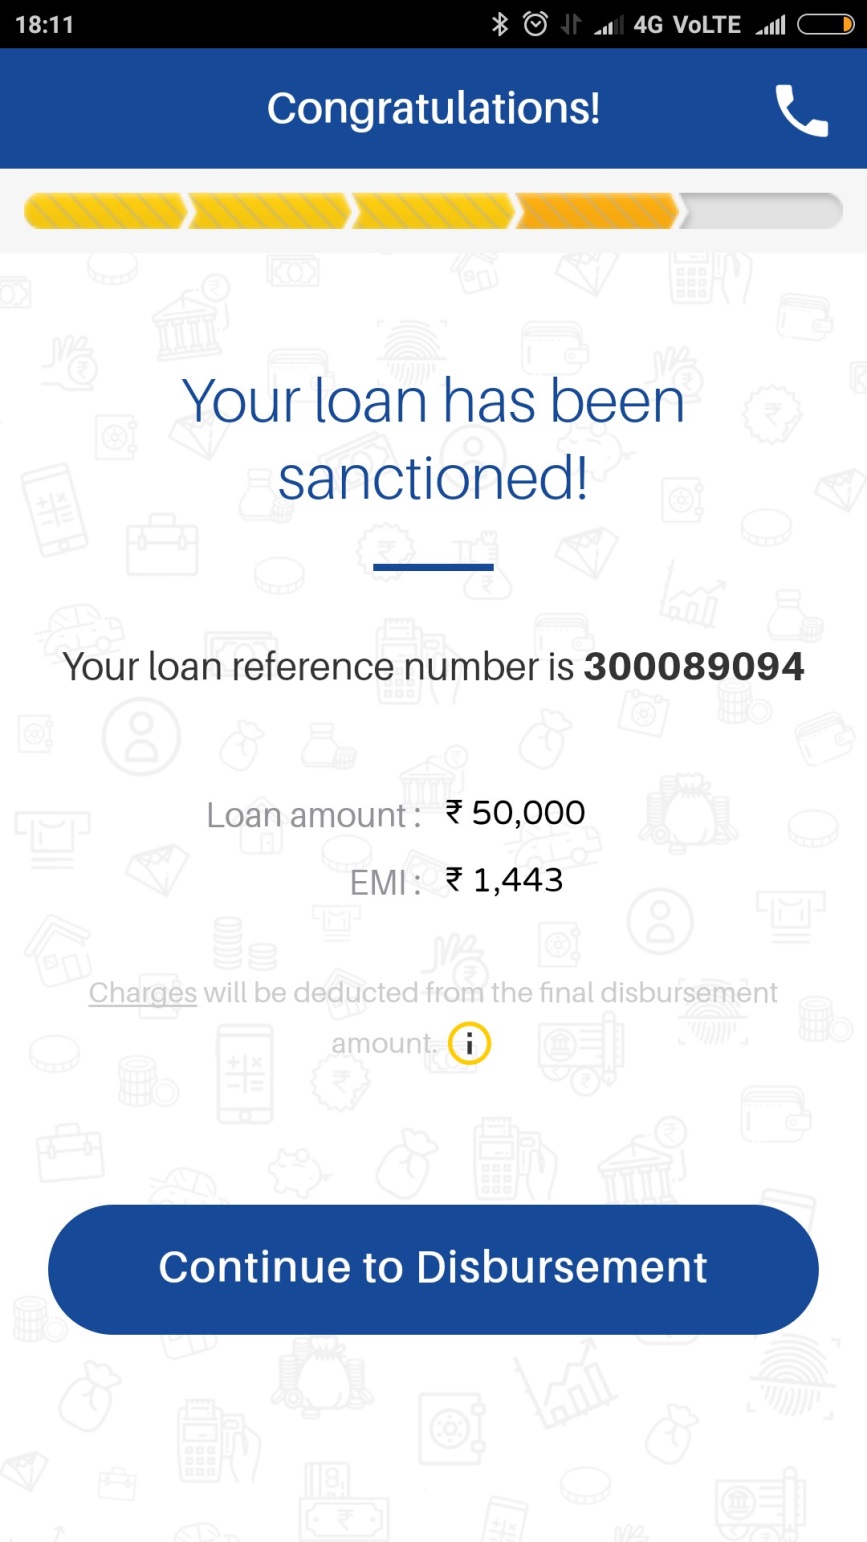 18:11
4G VoLTE
Congratulations!
Your loan has been
sanctioned!
Your loan reference number is 300089094
Loan amount : ₹ 50,000
EMI : ₹ 1,443
Charges will be deducted from the final disbursement
amount. i
Continue to Disbursement